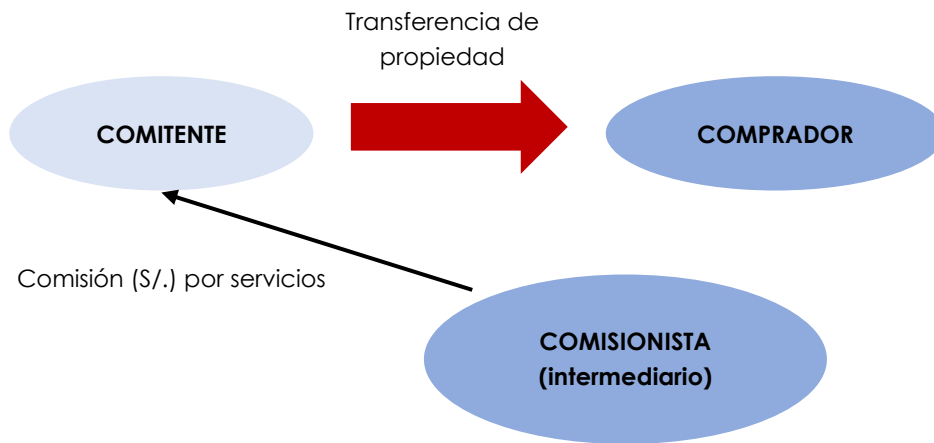 Transferencia de
propiedad
COMITENTE
COMPRADOR
Comisión (S/.) por servicios
COMISIONISTA
(intermediario)